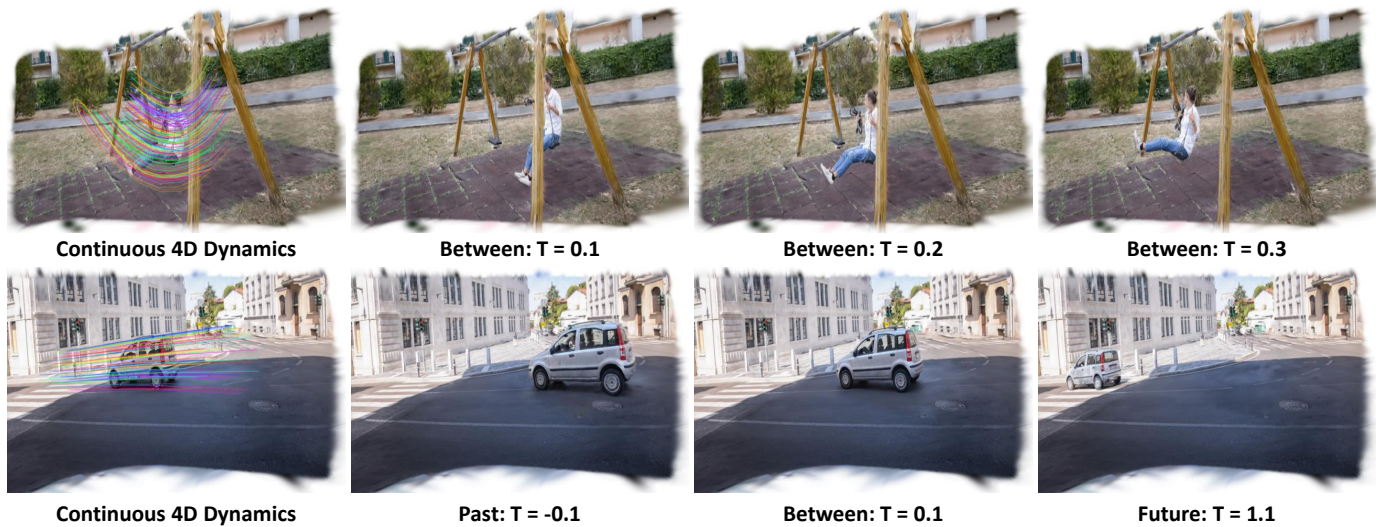 Continuous 4D Dynamics
Between: T = 0.1
Between: T = 0.2
Between: T = 0.3
Continuous 4D Dynamics
Past: T = -0.1
Between: T = 0.1
Future: T = 1.1